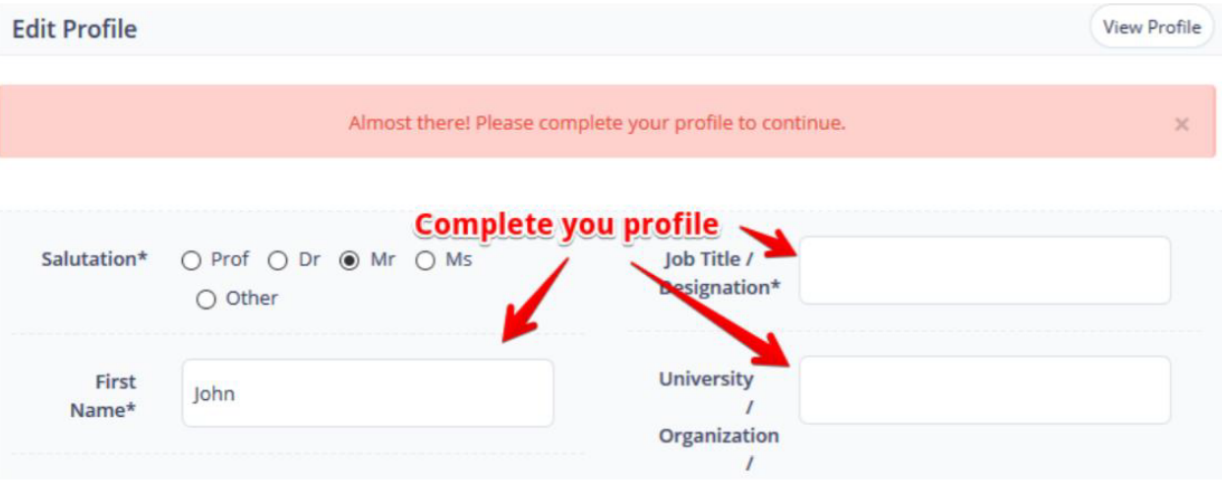 Edit Profile
View Profile
Almost there! Please complete your profile to continue.
×
Complete you profile
Salutation*
Prof Dr Mr Ms
Other
Job Title /
Designation*
First
Name*
John
University
/
Organization
/